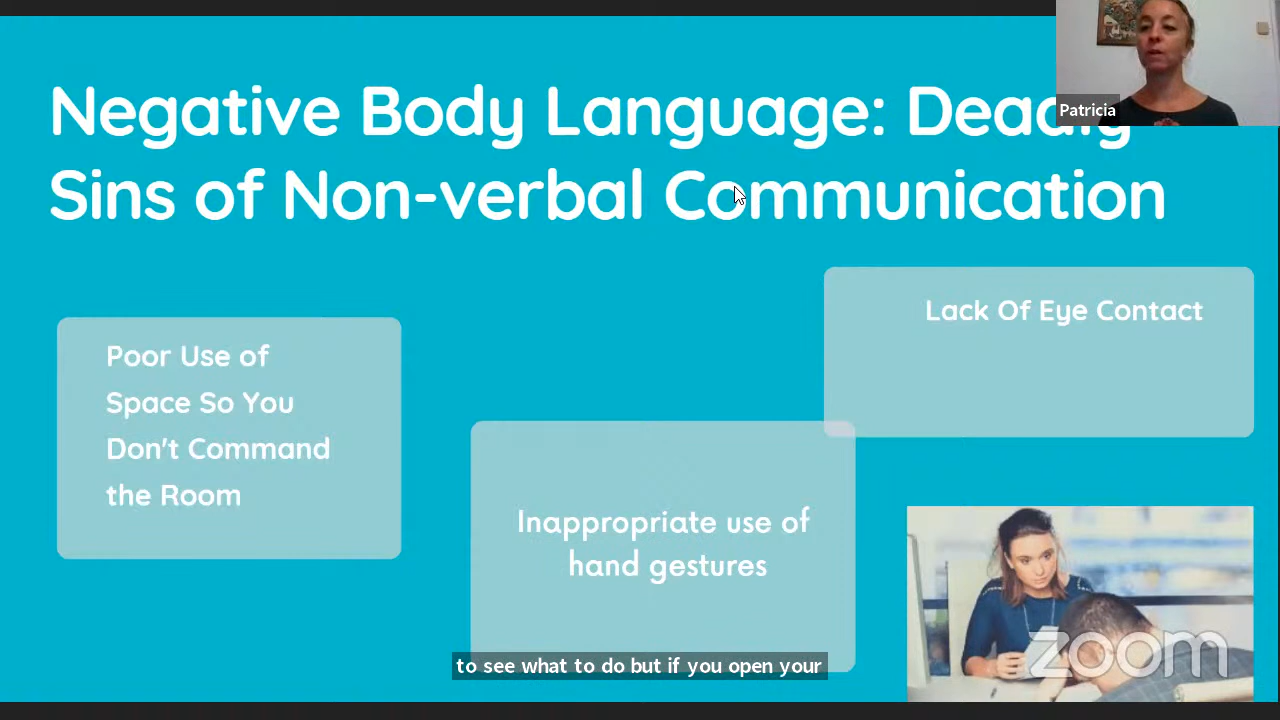 Negative Body Language: Deadly
Sins of Non-verbal Communication
Patricia
Lack Of Eye Contact
Poor Use of
Space So You
Don't Command
the Room
Inappropriate use of
hand gestures
to see what to do but if you open your
zoom